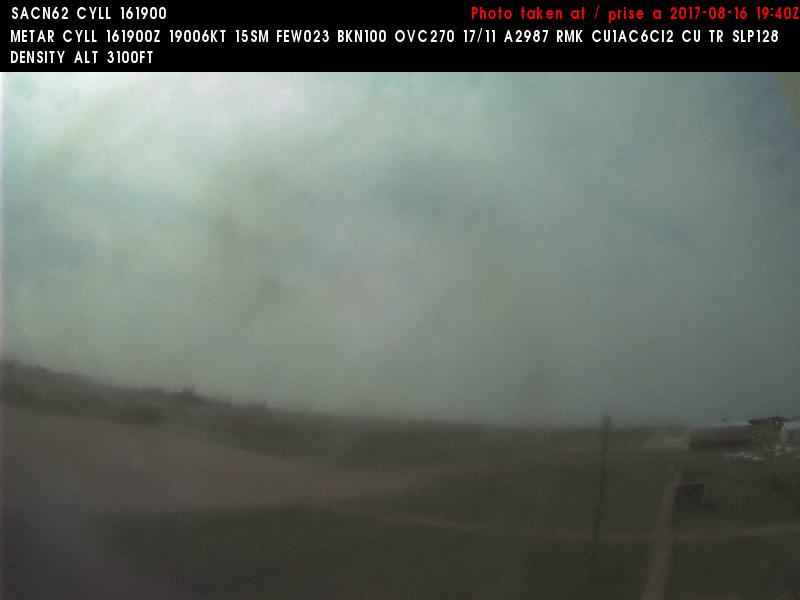 SACN62 CYLL 161900 Photo taken at / prise a 2017-08-16 19:40Z
METAR CYLL 161900Z 19006KT 15SM FEW023 BKN100 OVC270 17/11 A2987 RMK CU1AC6CI2 CU TR SLP128
DENSITY ALT 3100FT